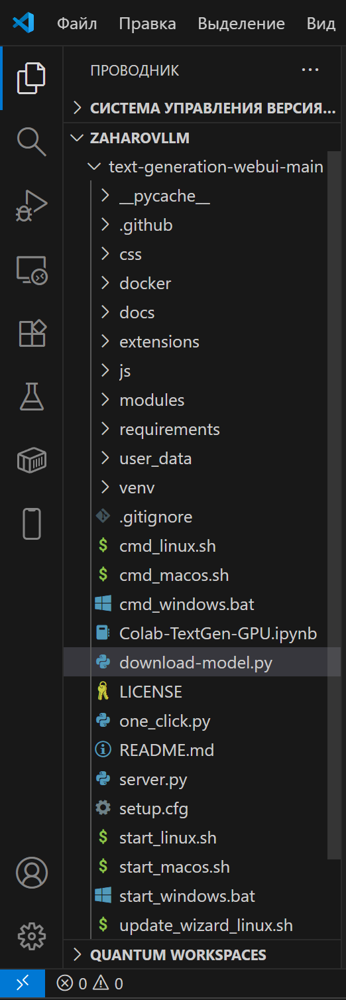 Файл Правка Выделение Вид
ПРОВОДНИК ...
СИСТЕМА УПРАВЛЕНИЯ ВЕРСИЯ...
ZAHAROVLLM
text-generation-webui-main
__pycache__
.github
css
docker
docs
extensions
js
modules
requirements
user_data
venv
.gitignore
$ cmd_linux.sh
$ cmd_macos.sh
cmd_windows.bat
Colab-TextGen-GPU.ipynb
download-model.py
LICENSE
one_click.py
README.md
server.py
setup.cfg
$ start_linux.sh
$ start_macos.sh
start_windows.bat
$ update_wizard_linux.sh
QUANTUM WORKSPACES
0 0